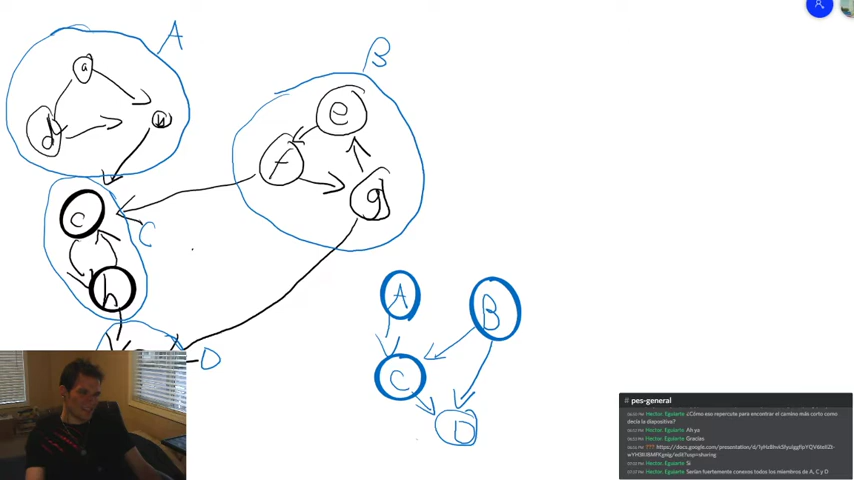 A
a
b
d
B
e
f
g
c
C
h
D
A
B
C
D
# pes-general
Hector. Eguiarte ¿Cómo eso repercute para encontrar el camino más corto como
decía la diapositiva?
Hector. Eguiarte Ah ya
Hector. Eguiarte Gracias
Hector. Eguiarte Si
Hector. Eguiarte Serían fuertemente conexos todos los miembros de A, C y D